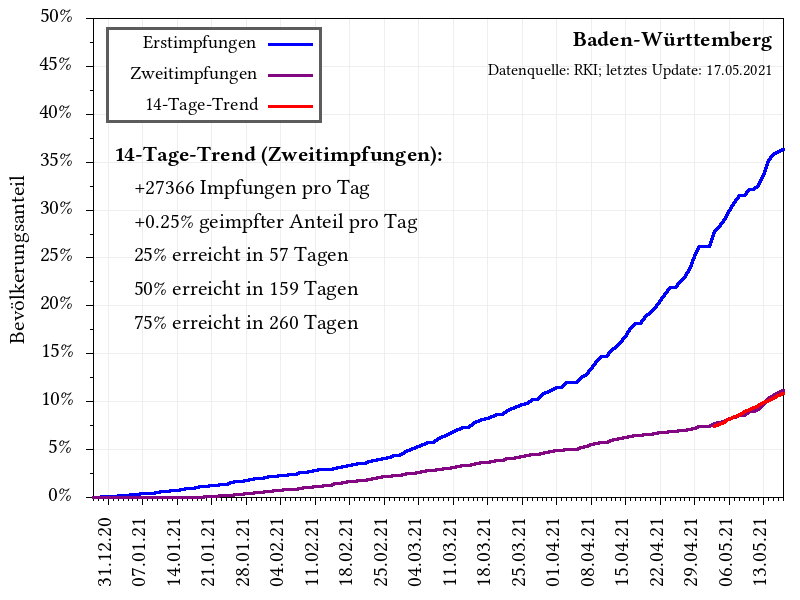 50%
45%
40%
35%
30%
25%
20%
15%
10%
5%
0%
Bevölkerungsanteil
Erstimpfungen
Zweitimpfungen
14-Tage-Trend
Baden-Württemberg
Datenquelle: RKI; letztes Update: 17.05.2021
14-Tage-Trend (Zweitimpfungen):
+27366 Impfungen pro Tag
+0.25% geimpfter Anteil pro Tag
25% erreicht in 57 Tagen
50% erreicht in 159 Tagen
75% erreicht in 260 Tagen
31.12.20
07.01.21
14.01.21
21.01.21
28.01.21
04.02.21
11.02.21
18.02.21
25.02.21
04.03.21
11.03.21
18.03.21
25.03.21
01.04.21
08.04.21
15.04.21
22.04.21
29.04.21
06.05.21
13.05.21